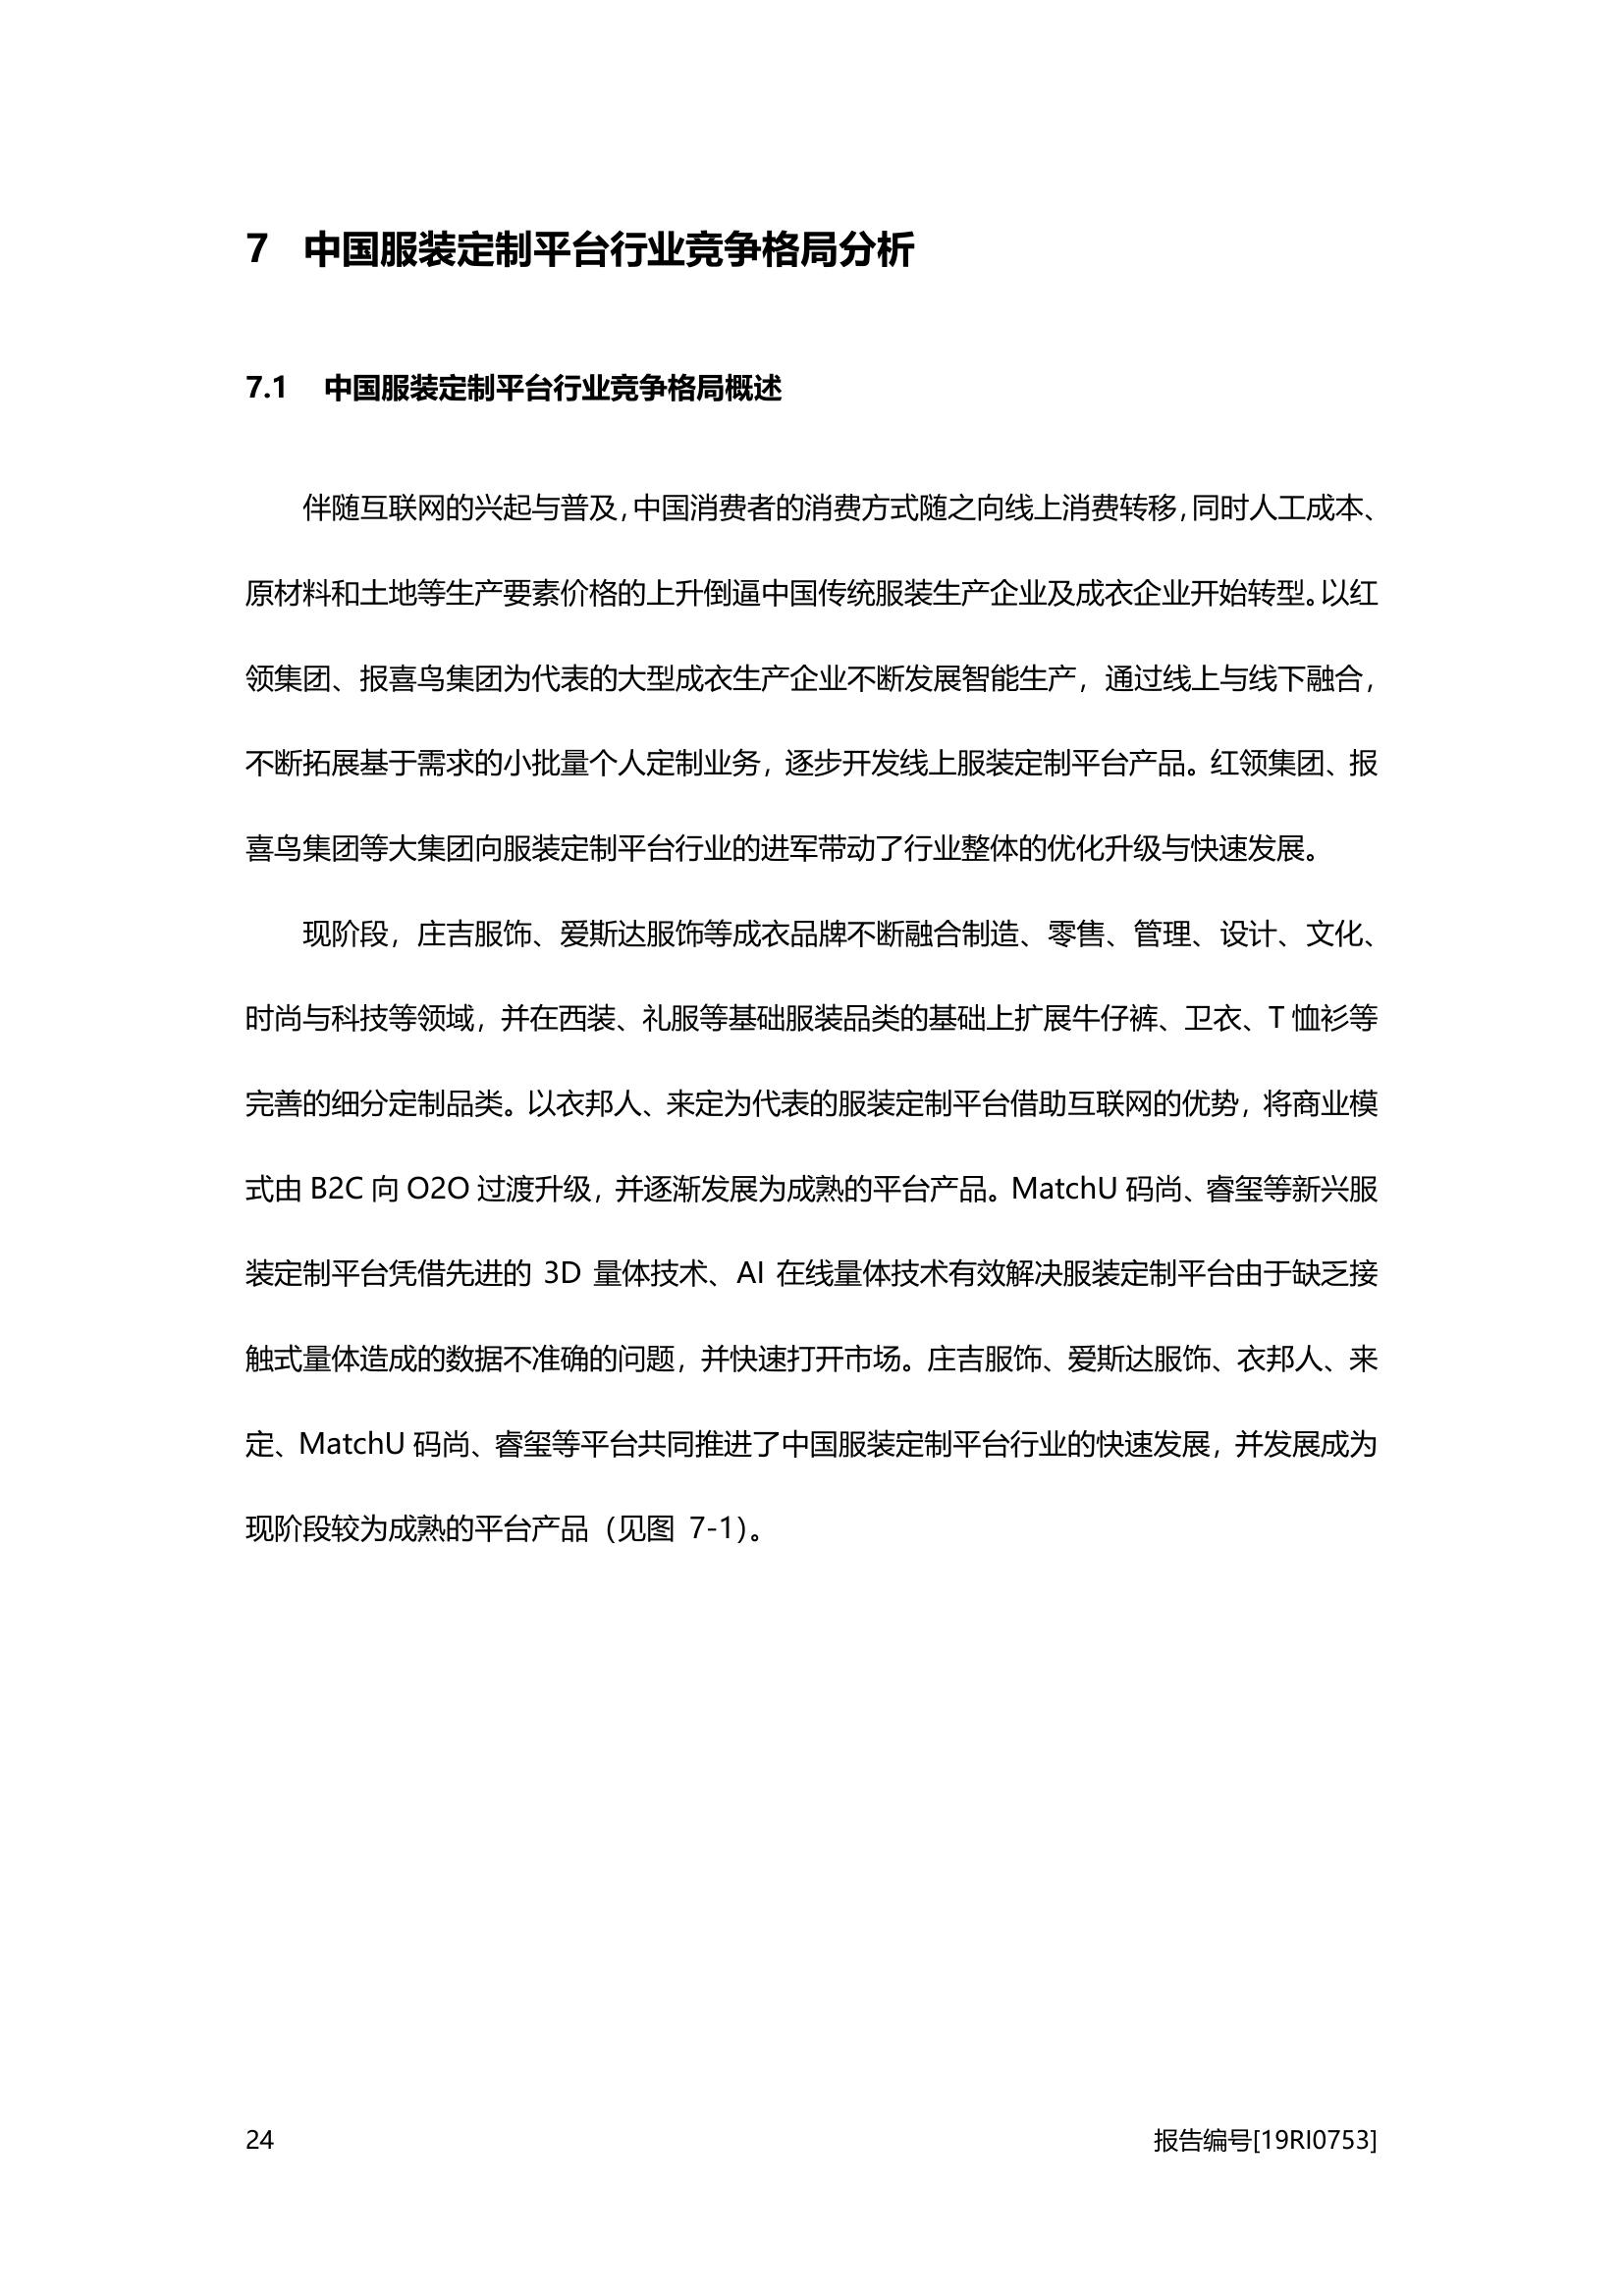 7 中国服装定制平台行业竞争格局分析
7.1 中国服装定制平台行业竞争格局概述
伴随互联网的兴起与普及，中国消费者的消费方式随之向线上消费转移，同时人工成本、
原材料和土地等生产要素价格的上升倒逼中国传统服装生产企业及成衣企业开始转型。以红
领集团、报喜鸟集团为代表的大型成衣生产企业不断发展智能生产，通过线上与线下融合，
不断拓展基于需求的小批量个人定制业务，逐步开发线上服装定制平台产品。红领集团、报
喜鸟集团等大集团向服装定制平台行业的进军带动了行业整体的优化升级与快速发展。
现阶段，庄吉服饰、爱斯达服饰等成衣品牌不断融合制造、零售、管理、设计、文化、
时尚与科技等领域，并在西装、礼服等基础服装品类的基础上扩展牛仔裤、卫衣、T 恤衫等
完善的细分定制品类。以衣邦人、来定为代表的服装定制平台借助互联网的优势，将商业模
式由 B2C 向 O2O 过渡升级，并逐渐发展为成熟的平台产品。MatchU 码尚、睿玺等新兴服
装定制平台凭借先进的 3D 量体技术、AI 在线量体技术有效解决服装定制平台由于缺乏接
触式量体造成的数据不准确的问题，并快速打开市场。庄吉服饰、爱斯达服饰、衣邦人、来
定、MatchU 码尚、睿玺等平台共同推进了中国服装定制平台行业的快速发展，并发展成为
现阶段较为成熟的平台产品（见图 7-1）。
24 报告编号[19RI0753]